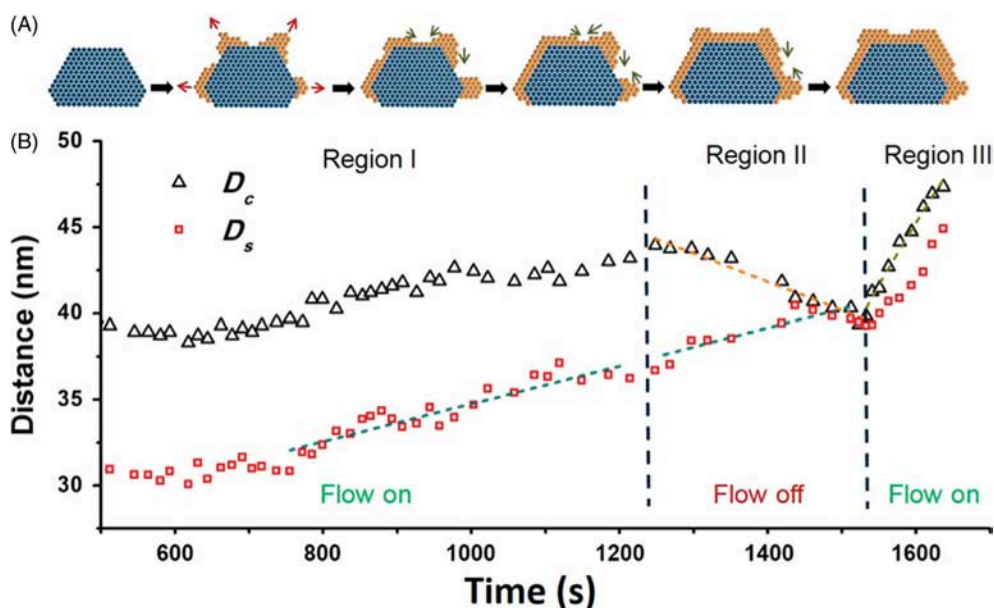 (A)
(B)
Region I
Region II
Region III
D_c
D_s
Flow on
Flow off
Flow on
Distance (nm)
50
45
40
35
30
600
800
1000
1200
1400
1600
Time (s)